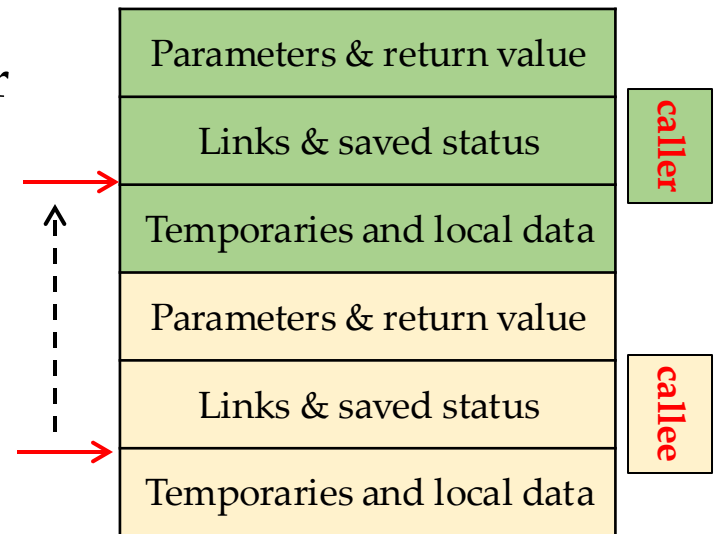 Parameters & return value
r
Links & saved status
caller
Temporaries and local data
Parameters & return value
Links & saved status
callee
Temporaries and local data